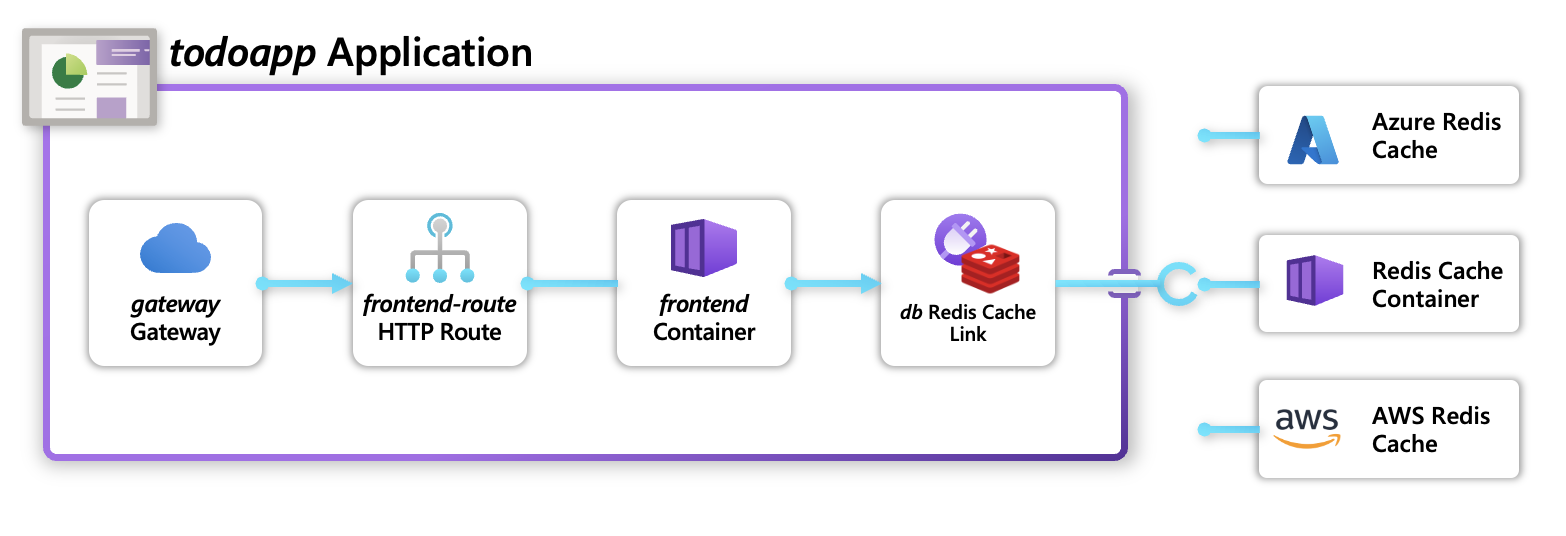 todoapp Application
gateway
Gateway
frontend-route
HTTP Route
frontend
Container
db Redis Cache
Link
Azure Redis
Cache
Redis Cache
Container
aws
AWS Redis
Cache